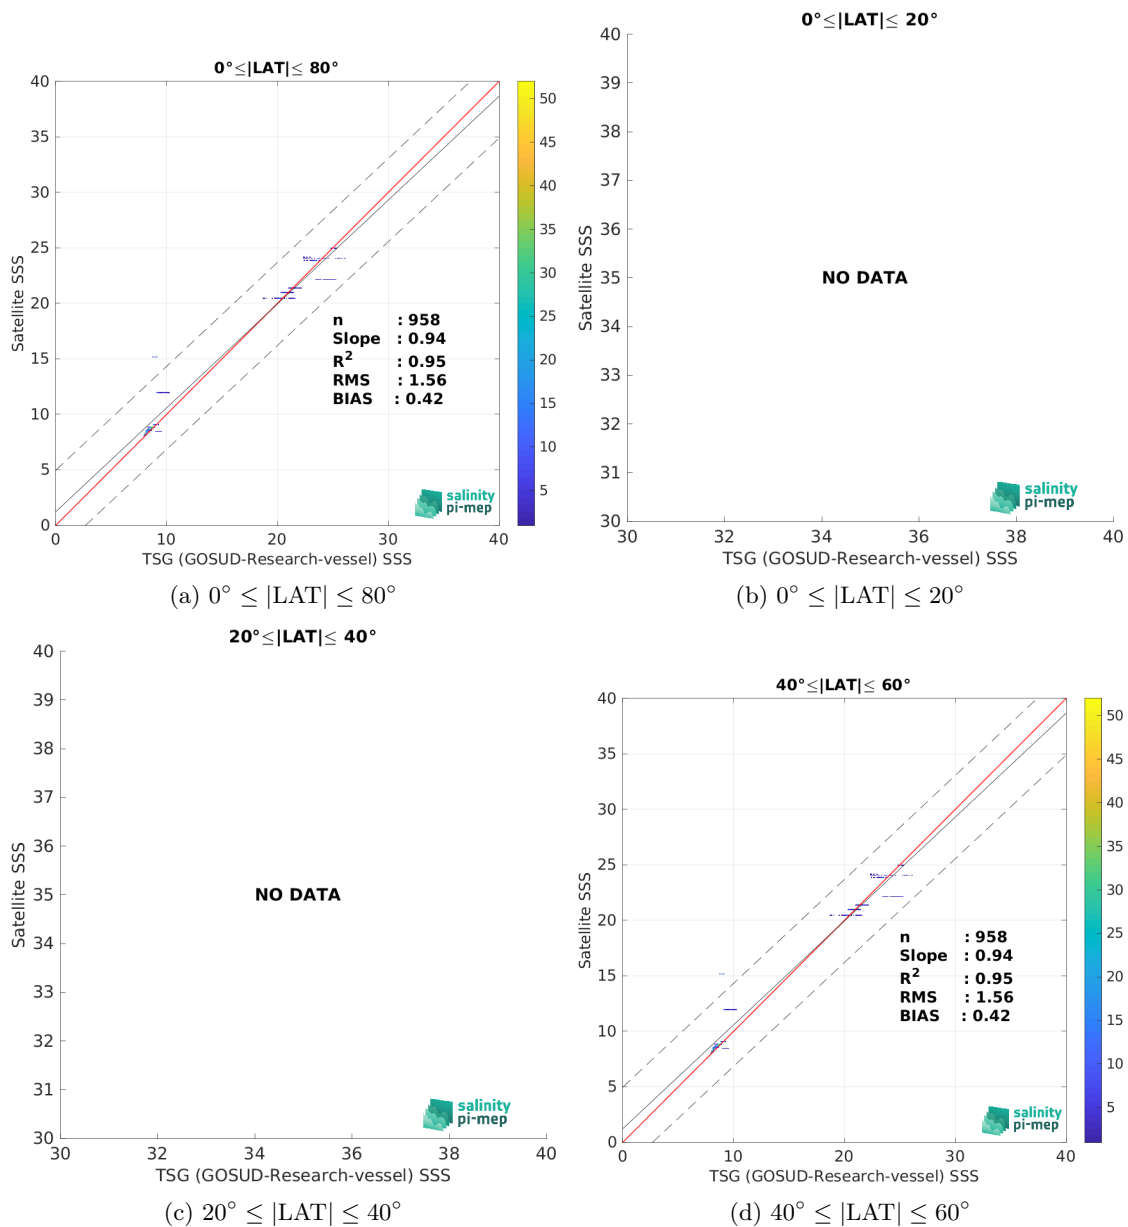 0°≤|LAT|≤ 80°
40
35
30
25
20
15
10
5
0
Satellite SSS
n : 958
Slope : 0.94
R² : 0.95
RMS : 1.56
BIAS : 0.42
salinity
pi-mep
0 10 20 30 40
TSG (GOSUD-Research-vessel) SSS
50
45
40
35
30
25
20
15
10
5
(a) 0° ≤ |LAT| ≤ 80°
0°≤|LAT|≤ 20°
40
39
38
37
36
35
34
33
32
31
30
Satellite SSS
NO DATA
salinity
pi-mep
30 32 34 36 38 40
TSG (GOSUD-Research-vessel) SSS
(b) 0° ≤ |LAT| ≤ 20°
20°≤|LAT|≤ 40°
40
39
38
37
36
35
34
33
32
31
30
Satellite SSS
NO DATA
salinity
pi-mep
30 32 34 36 38 40
TSG (GOSUD-Research-vessel) SSS
(c) 20° ≤ |LAT| ≤ 40°
40°≤|LAT|≤ 60°
40
35
30
25
20
15
10
5
0
Satellite SSS
n : 958
Slope : 0.94
R² : 0.95
RMS : 1.56
BIAS : 0.42
salinity
pi-mep
0 10 20 30 40
TSG (GOSUD-Research-vessel) SSS
50
45
40
35
30
25
20
15
10
5
(d) 40° ≤ |LAT| ≤ 60°